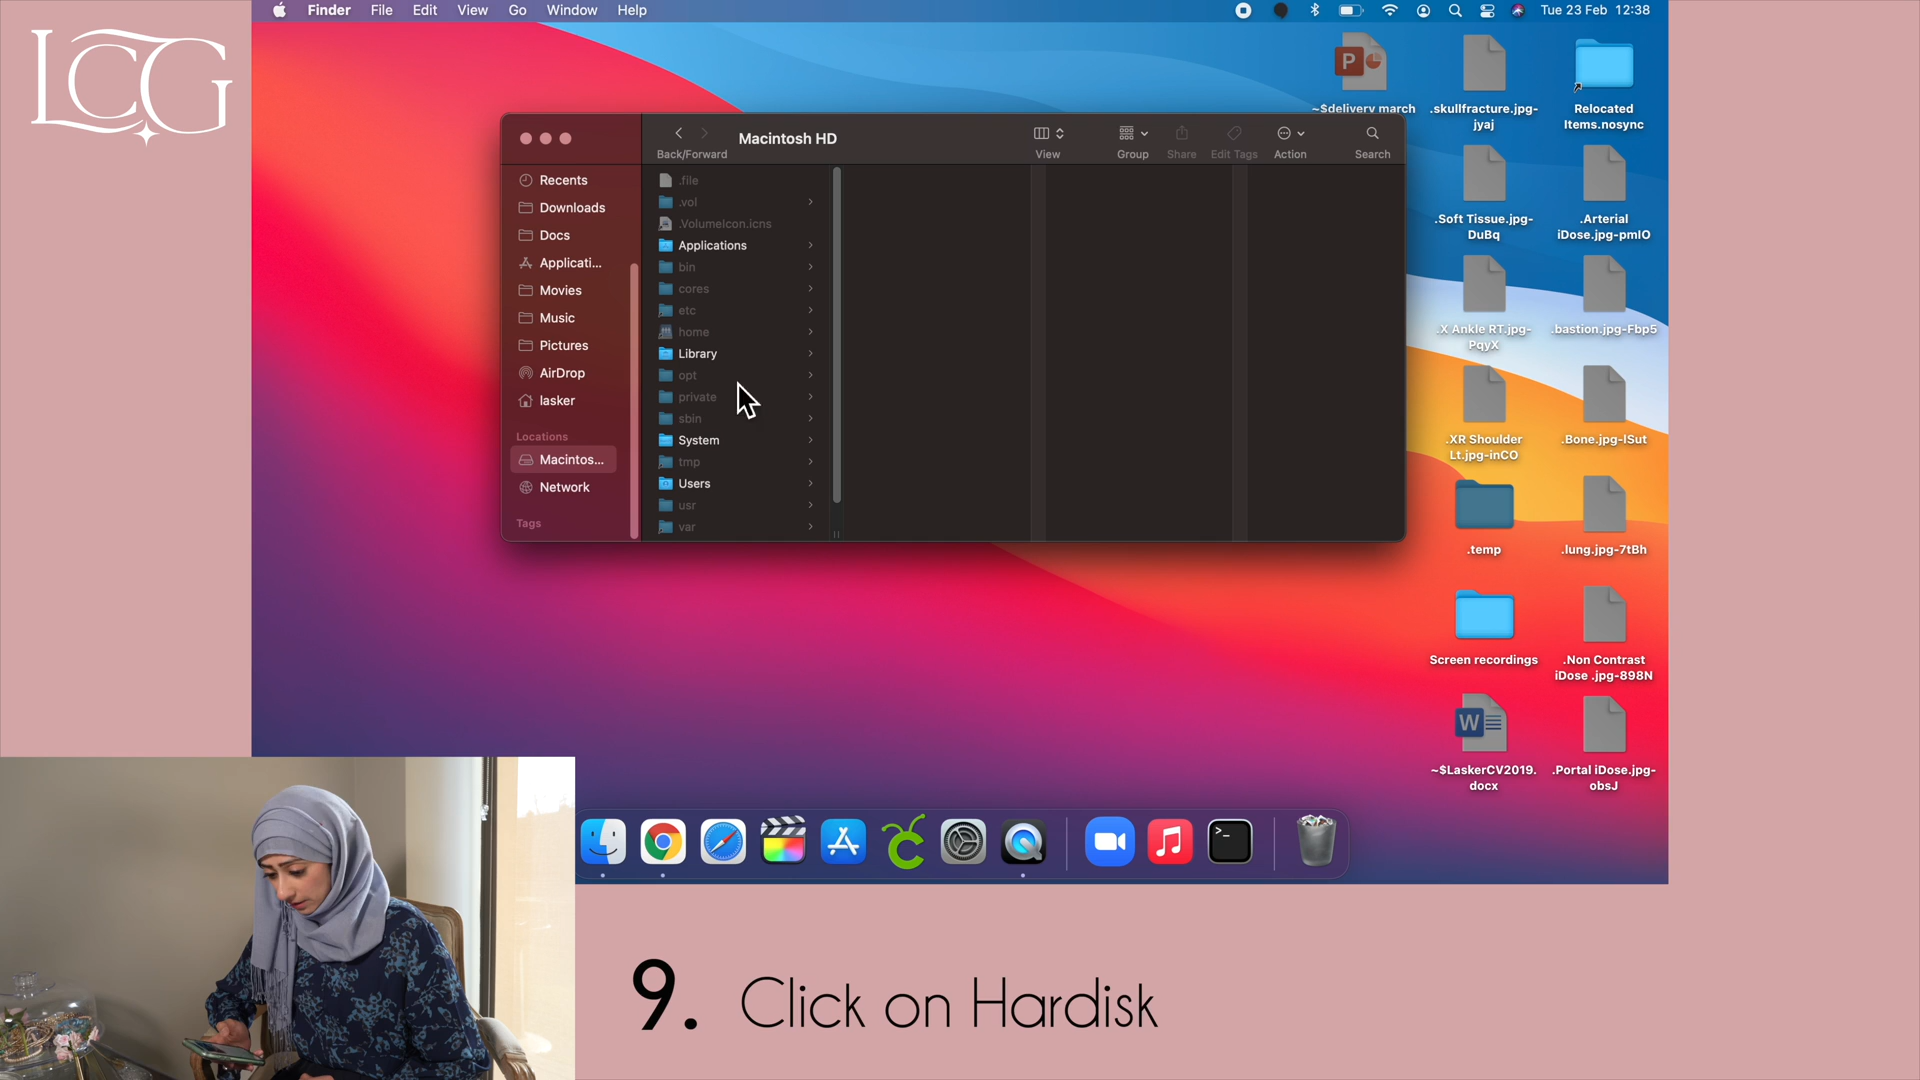 LCG
Finder File Edit View Go Window Help
Tue 23 Feb 12:38
Macintosh HD
Back/Forward
View
Group
Share
Edit Tags
Action
Search
Recents
Downloads
Docs
Applicati...
Movies
Music
Pictures
AirDrop
lasker
Locations
Macintos...
Network
Tags
.file
.vol
.VolumeIcon.icns
Applications
bin
cores
etc
home
Library
opt
private
sbin
System
tmp
Users
usr
var
~$delivery march
.skullfracture.jpg-
jyaj
Relocated
Items.nosync
.Soft Tissue.jpg-
DuBq
.Arterial
iDose.jpg-pmIO
.X Ankle RT.jpg-
PqyX
.bastion.jpg-Fbp5
.XR Shoulder
Lt.jpg-inCO
.Bone.jpg-ISut
.temp
.lung.jpg-7tBh
Screen recordings
.Non Contrast
iDose .jpg-898N
~$LaskerCV2019.
docx
.Portal iDose.jpg-
obsJ
9. Click on Hardisk